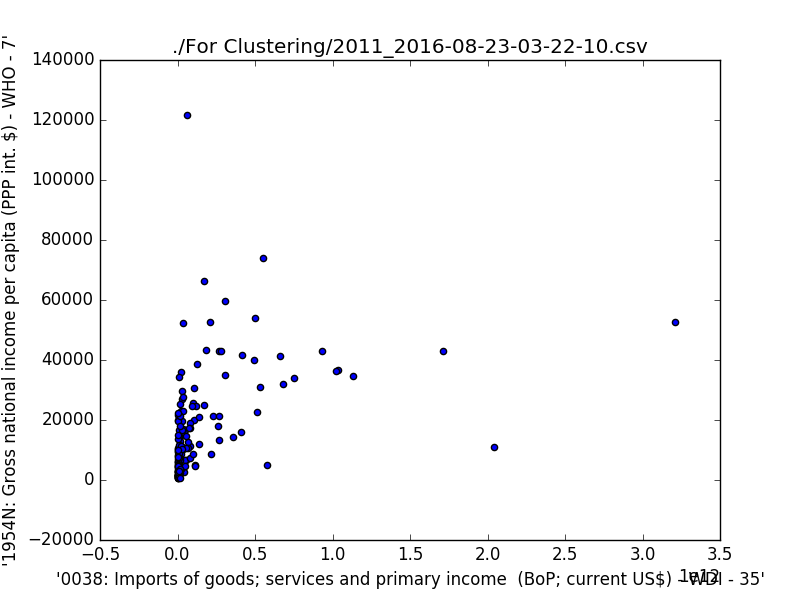 ./For Clustering/2011_2016-08-23-03-22-10.csv
'1954N: Gross national income per capita (PPP int. $) - WHO - 7'
140000
120000
100000
80000
60000
40000
20000
0
−20000
−0.5 0.0 0.5 1.0 1.5 2.0 2.5 3.0 3.5
1e12
'0038: Imports of goods; services and primary income (BoP; current US$) - WDI - 35'